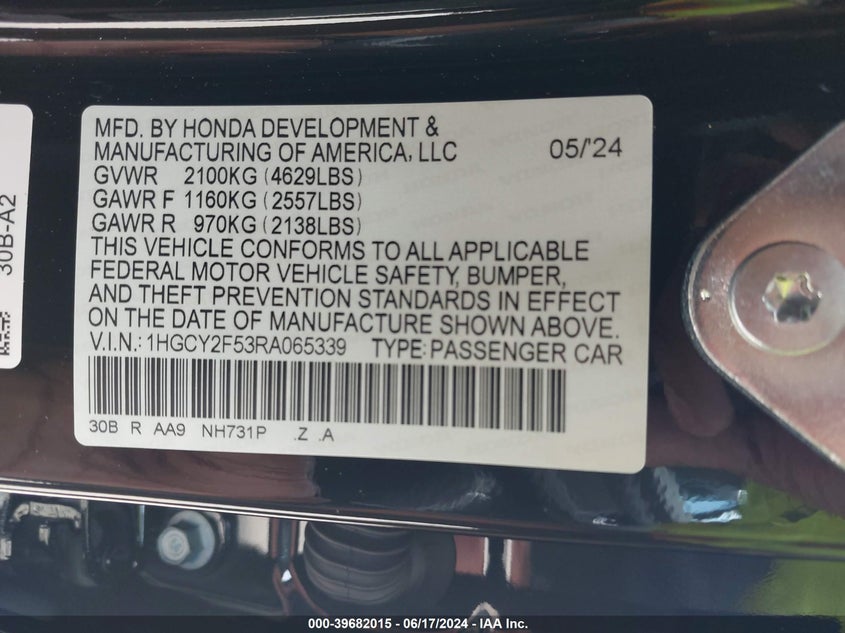 30B-A2
MFD. BY HONDA DEVELOPMENT &
MANUFACTURING OF AMERICA, LLC 05/'24
GVWR 2100KG (4629LBS)
GAWR F 1160KG (2557LBS)
GAWR R 970KG (2138LBS)
THIS VEHICLE CONFORMS TO ALL APPLICABLE
FEDERAL MOTOR VEHICLE SAFETY, BUMPER,
AND THEFT PREVENTION STANDARDS IN EFFECT
ON THE DATE OF MANUFACTURE SHOWN ABOVE.
V.I.N.: 1HGCY2F53RA065339 TYPE: PASSENGER CAR
30B R AA9 NH731P .Z .A
000-39682015 - 06/17/2024 - IAA Inc.